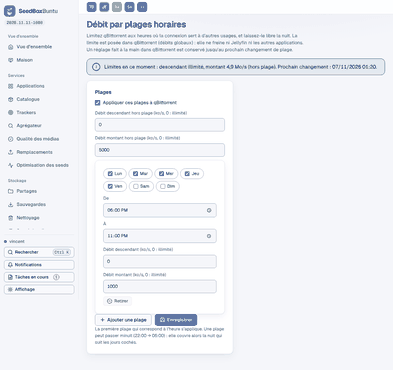 SeedBoxBuntu
2026.11.11-1080
Vue d'ensemble
Vue d'ensemble
Maison
Services
Applications
Catalogue
Trackers
Agrégateur
Qualité des médias
Remplacements
Optimisation des seeds
Stockage
Partages
Sauvegardes
Nettoyage
vincent
Rechercher Ctrl K
Notifications
Tâches en cours
Affichage
Débit par plages horaires
Limitez qBittorrent aux heures où la connexion sert à d'autres usages, et laissez-le libre la nuit. La
limite est posée dans qBittorrent (débits globaux) : elle ne freine ni Jellyfin ni les autres applications.
Un réglage fait à la main dans qBittorrent est conservé jusqu'au prochain changement de plage.
Limites en ce moment : descendant illimité, montant 4,9 Mo/s (hors plage). Prochain changement : 07/11/2026 01:20.
Plages
Appliquer ces plages à qBittorrent
Débit descendant hors plage (ko/s, 0 : illimité)
0
Débit montant hors plage (ko/s, 0 : illimité)
5000
Lun Mar Mer Jeu
Ven Sam Dim
De
06:00 PM
À
11:00 PM
Débit descendant (ko/s, 0 : illimité)
0
Débit montant (ko/s, 0 : illimité)
1000
Retirer
Ajouter une plage
Enregistrer
La première plage qui correspond à l'heure s'applique. Une plage
peut passer minuit (22:00 → 06:00) : elle couvre alors la nuit qui
suit les jours cochés.